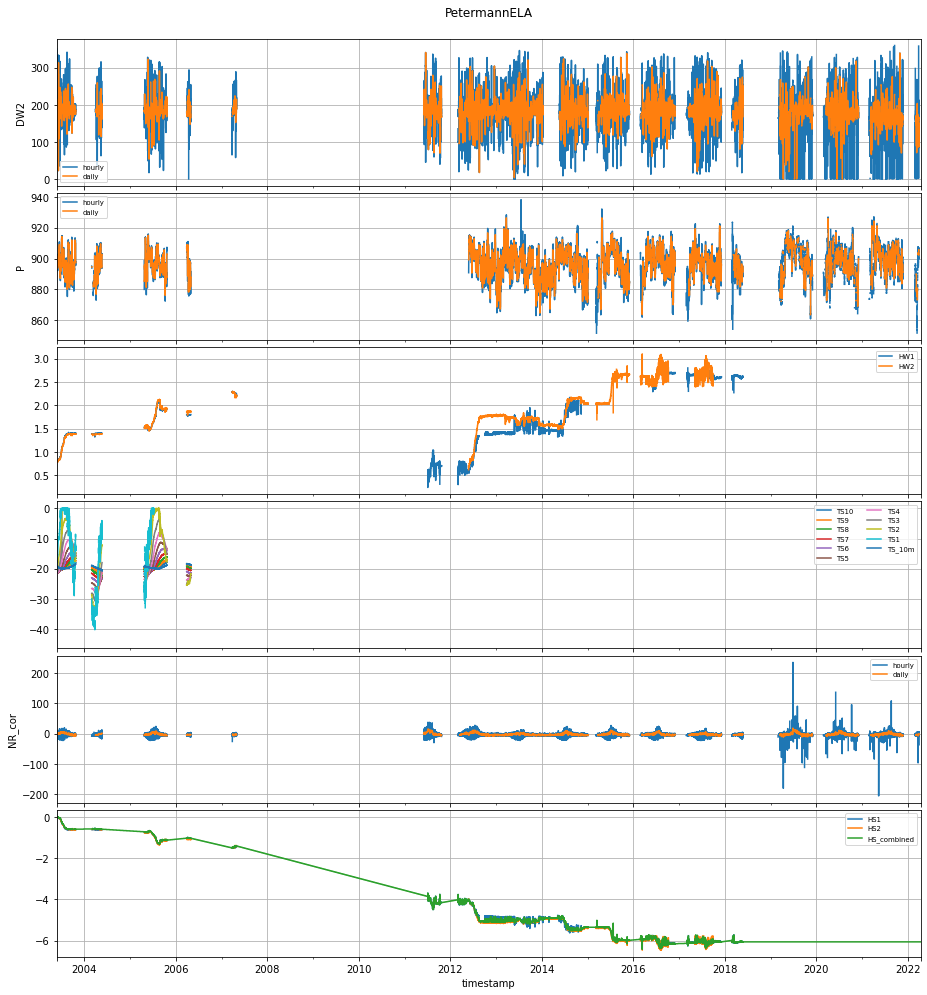 PetermannELA
300
200
100
0
DW2
hourly
daily
940
920
900
880
860
P
hourly
daily
3.0
2.5
2.0
1.5
1.0
0.5
HW1
HW2
0
−10
−20
−30
−40
TS10 TS4
TS9 TS3
TS8 TS2
TS7 TS1
TS6 TS_10m
TS5
200
100
0
−100
−200
NR_cor
hourly
daily
0
−2
−4
−6
HS1
HS2
HS_combined
2004 2006 2008 2010 2012 2014 2016 2018 2020 2022
timestamp